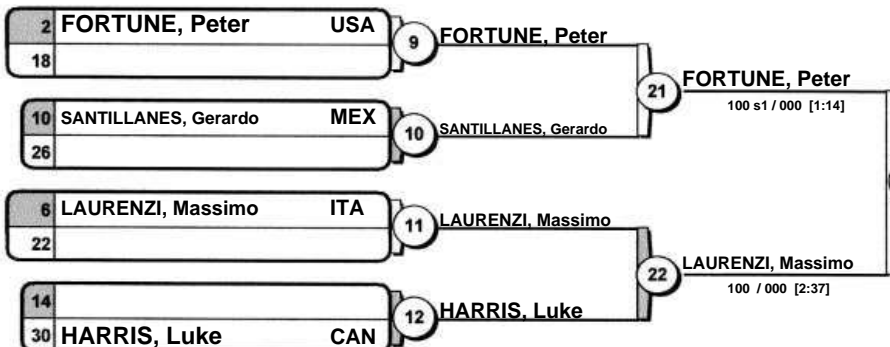 2 FORTUNE, Peter USA
18
9 FORTUNE, Peter
10 SANTILLANES, Gerardo MEX
26
10 SANTILLANES, Gerardo
21 FORTUNE, Peter
100 s1 / 000 [1:14]
6 LAURENZI, Massimo ITA
22
11 LAURENZI, Massimo
14
30 HARRIS, Luke CAN
12 HARRIS, Luke
22 LAURENZI, Massimo
100 / 000 [2:37]